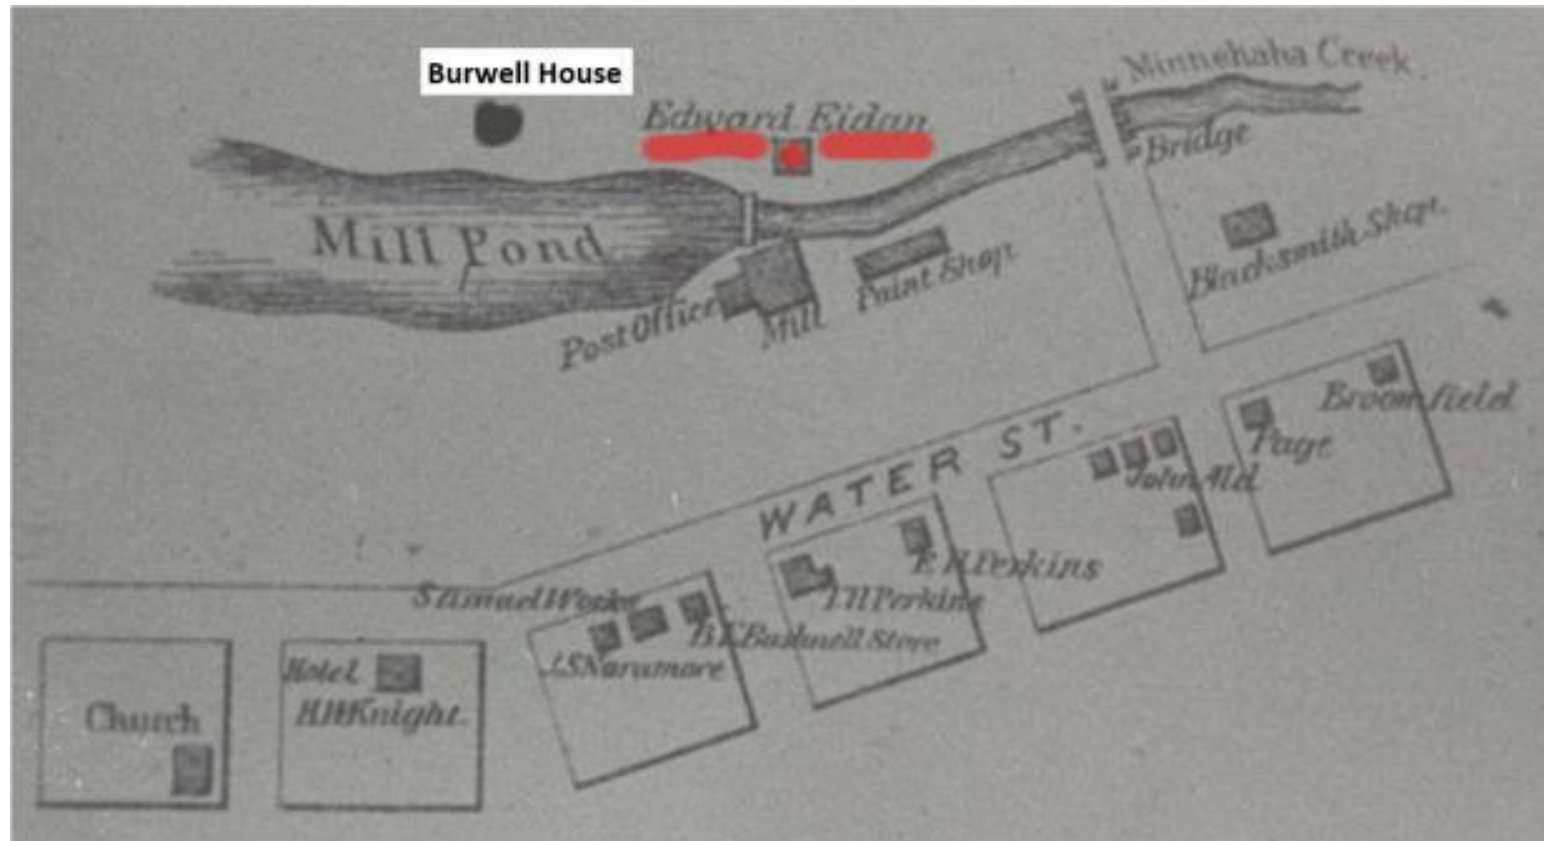 Burwell House
Minnehaha Creek
Edward Eidan
Bridge
Mill Pond
Blacksmith Shop.
Paint Shop
Post Office
Mill
Broomfield
Page
WATER ST.
John Ald
E H Perkins
Samuel
T H Perkins
B F Bushnell Store
J S Naramore
Hotel
H H Knight.
Church